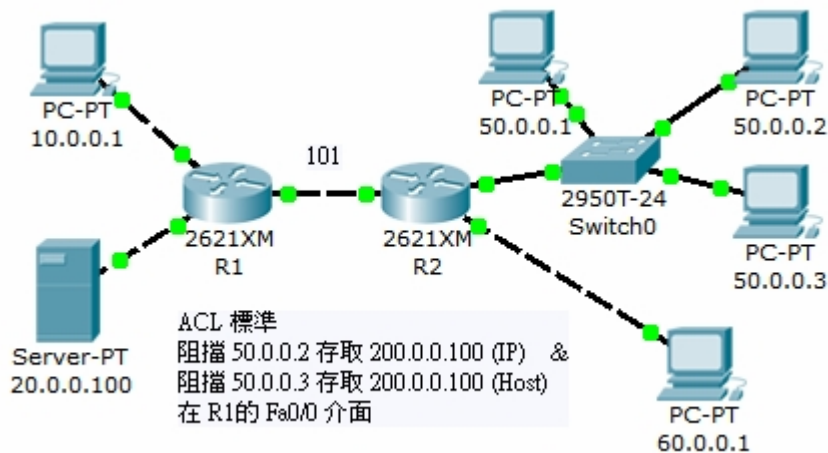 PC-PT
10.0.0.1
Server-PT
20.0.0.100
2621XM
R1
101
2621XM
R2
PC-PT
50.0.0.1
2950T-24
Switch0
PC-PT
50.0.0.2
PC-PT
50.0.0.3
PC-PT
60.0.0.1
ACL 標準
阻擋 50.0.0.2 存取 200.0.0.100 (IP) &
阻擋 50.0.0.3 存取 200.0.0.100 (Host)
在 R1的 Fa0/0 介面